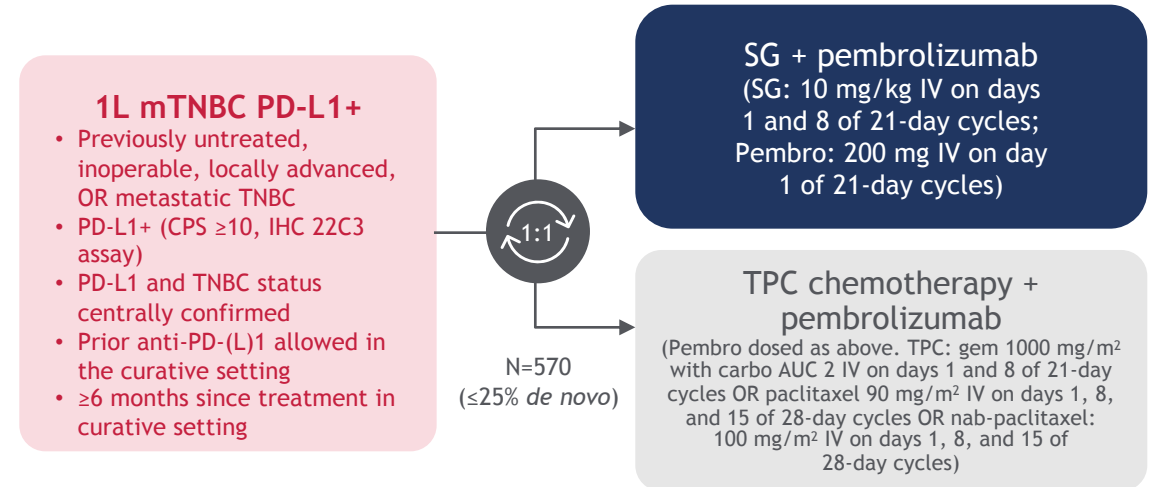 1L mTNBC PD-L1+
• Previously untreated,
inoperable, locally advanced,
OR metastatic TNBC
• PD-L1+ (CPS ≥10, IHC 22C3
assay)
• PD-L1 and TNBC status
centrally confirmed
• Prior anti-PD-(L)1 allowed in
the curative setting
• ≥6 months since treatment in
curative setting
1:1
N=570
(≤25% de novo)
SG + pembrolizumab
(SG: 10 mg/kg IV on days
1 and 8 of 21-day cycles;
Pembro: 200 mg IV on day
1 of 21-day cycles)
TPC chemotherapy +
pembrolizumab
(Pembro dosed as above. TPC: gem 1000 mg/m²
with carbo AUC 2 IV on days 1 and 8 of 21-day
cycles OR paclitaxel 90 mg/m² IV on days 1, 8,
and 15 of 28-day cycles OR nab-paclitaxel:
100 mg/m² IV on days 1, 8, and 15 of
28-day cycles)